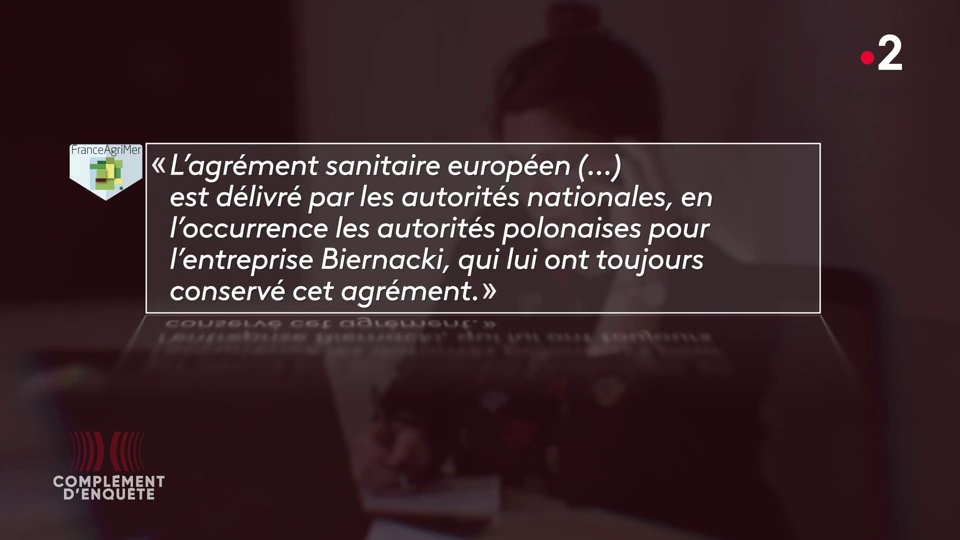 2
FranceAgriMer
« L’agrément sanitaire européen (...)
est délivré par les autorités nationales, en
l’occurrence les autorités polonaises pour
l’entreprise Biernacki, qui lui ont toujours
conservé cet agrément. »
COMPLÉMENT
D’ENQUÊTE